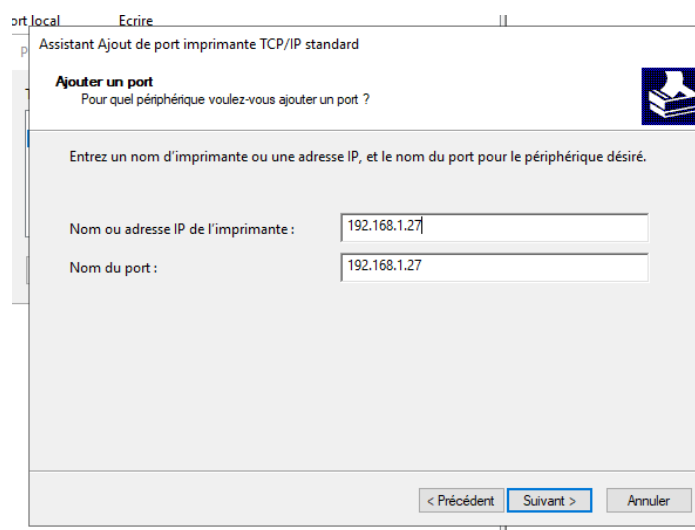 ort local Ecrire
Assistant Ajout de port imprimante TCP/IP standard
Ajouter un port
Pour quel périphérique voulez-vous ajouter un port ?
Entrez un nom d'imprimante ou une adresse IP, et le nom du port pour le périphérique désiré.
Nom ou adresse IP de l'imprimante : 192.168.1.27
Nom du port : 192.168.1.27
< Précédent Suivant > Annuler